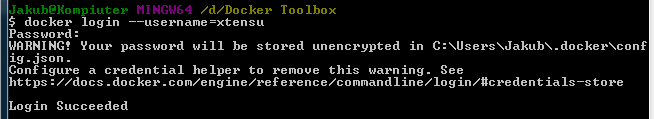 Jakub@Kompiuter MINGW64 /d/Docker Toolbox
$ docker login --username=xtensu
Password:
WARNING! Your password will be stored unencrypted in C:\Users\Jakub\.docker\conf
ig.json.
Configure a credential helper to remove this warning. See
https://docs.docker.com/engine/reference/commandline/login/#credentials-store
Login Succeeded